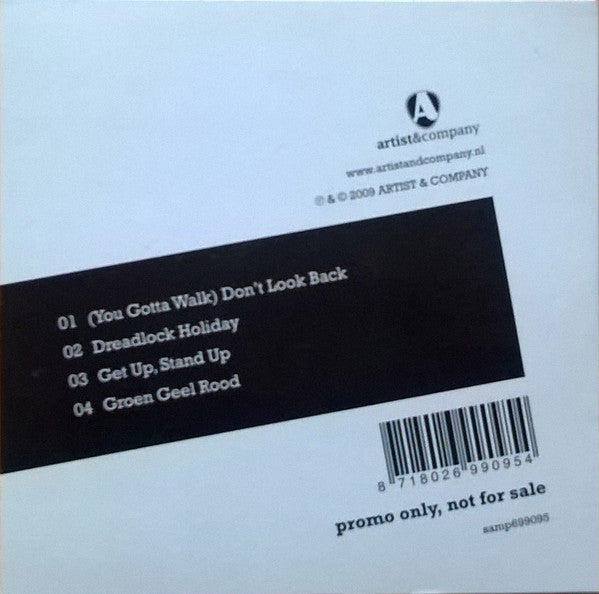 A
artist&company
www.artistandcompany.nl
℗ & © 2009 ARTIST & COMPANY
01 (You Gotta Walk) Don't Look Back
02 Dreadlock Holiday
03 Get Up, Stand Up
04 Groen Geel Rood
8 718026 990954
promo only, not for sale
samp699095